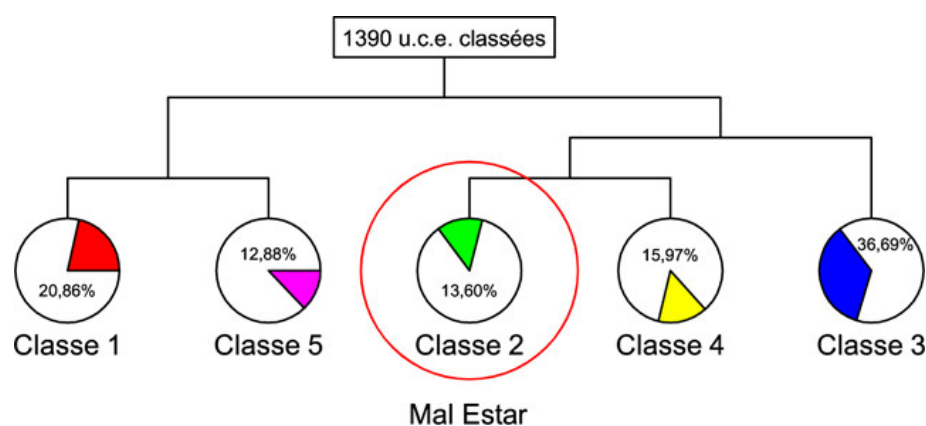 1390 u.c.e. classées
20,86%
12,88%
13,60%
15,97%
36,69%
Classe 1
Classe 5
Classe 2
Classe 4
Classe 3
Mal Estar